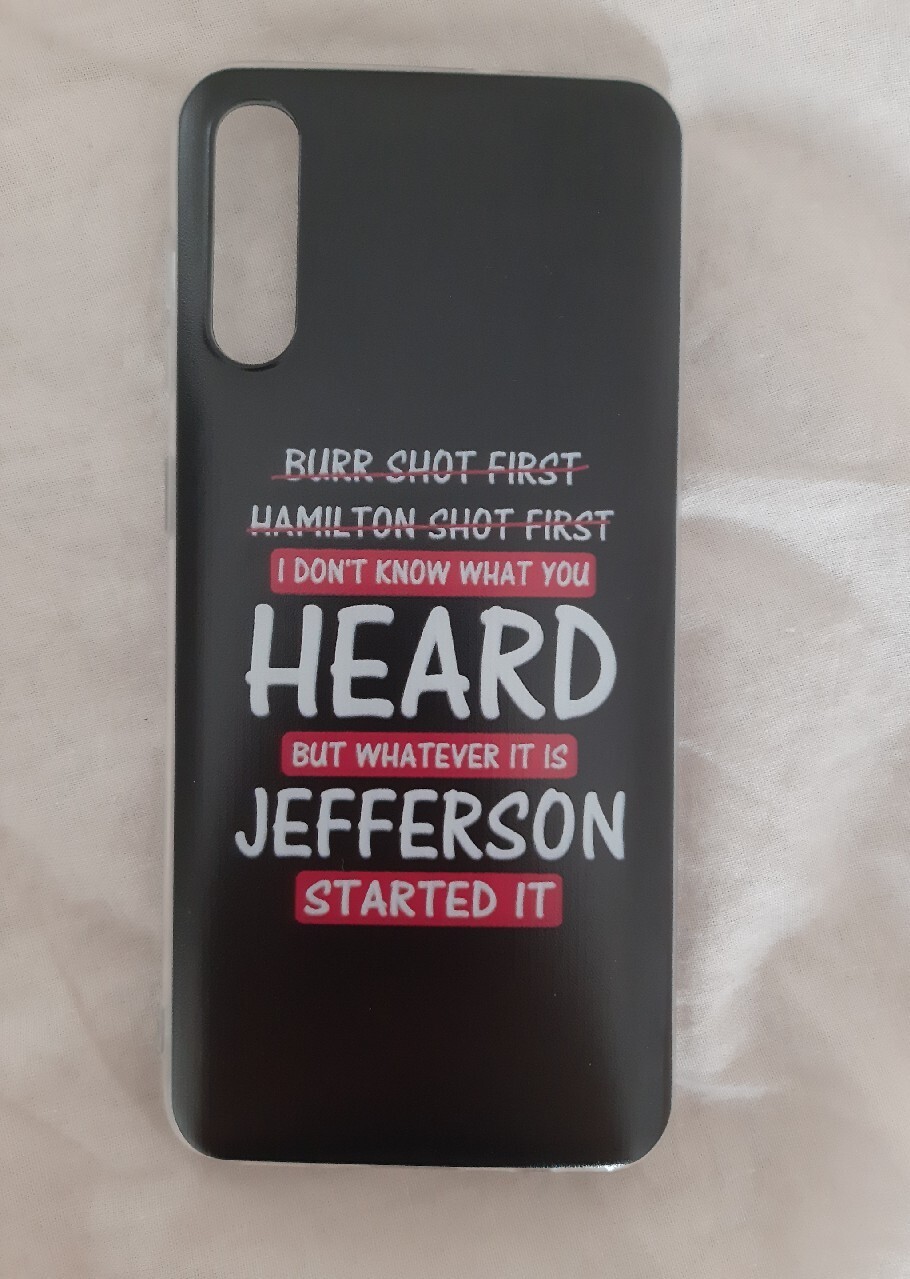 BURR SHOT FIRST
HAMILTON SHOT FIRST
I DON'T KNOW WHAT YOU
HEARD
BUT WHATEVER IT IS
JEFFERSON
STARTED IT